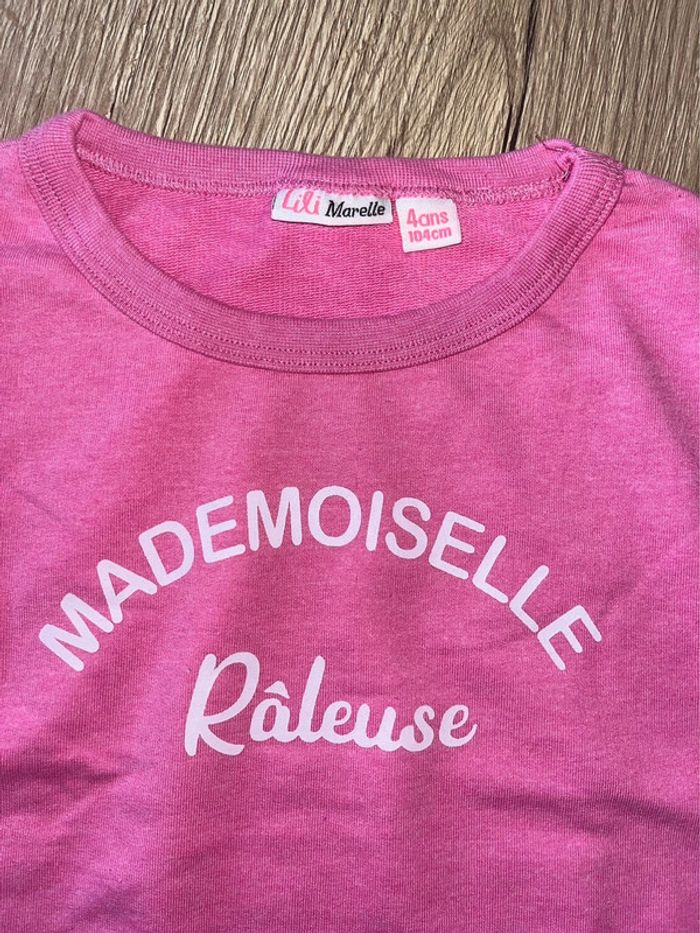 Lili Marelle
4ans
104cm
MADEMOISELLE
Râleuse